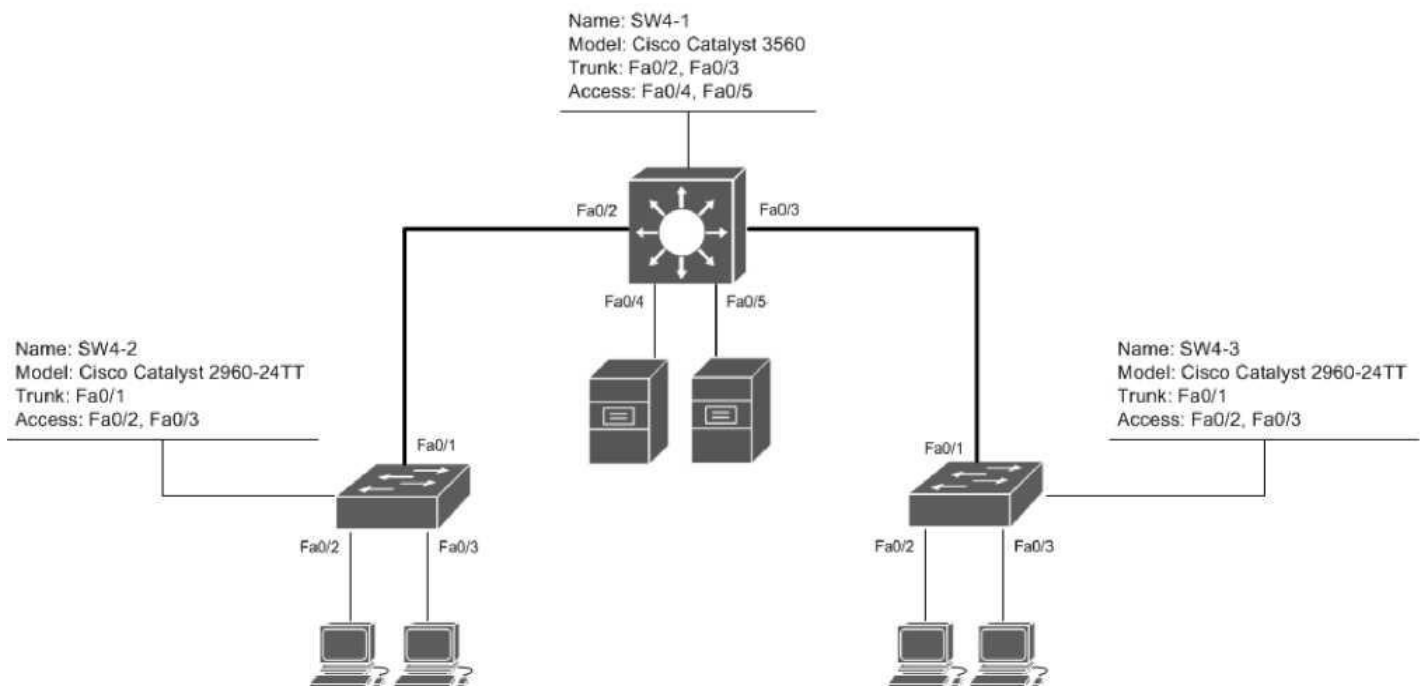 Name: SW4-1
Model: Cisco Catalyst 3560
Trunk: Fa0/2, Fa0/3
Access: Fa0/4, Fa0/5
Fa0/2
Fa0/3
Fa0/4
Fa0/5
Name: SW4-2
Model: Cisco Catalyst 2960-24TT
Trunk: Fa0/1
Access: Fa0/2, Fa0/3
Fa0/1
Fa0/2
Fa0/3
Name: SW4-3
Model: Cisco Catalyst 2960-24TT
Trunk: Fa0/1
Access: Fa0/2, Fa0/3
Fa0/1
Fa0/2
Fa0/3